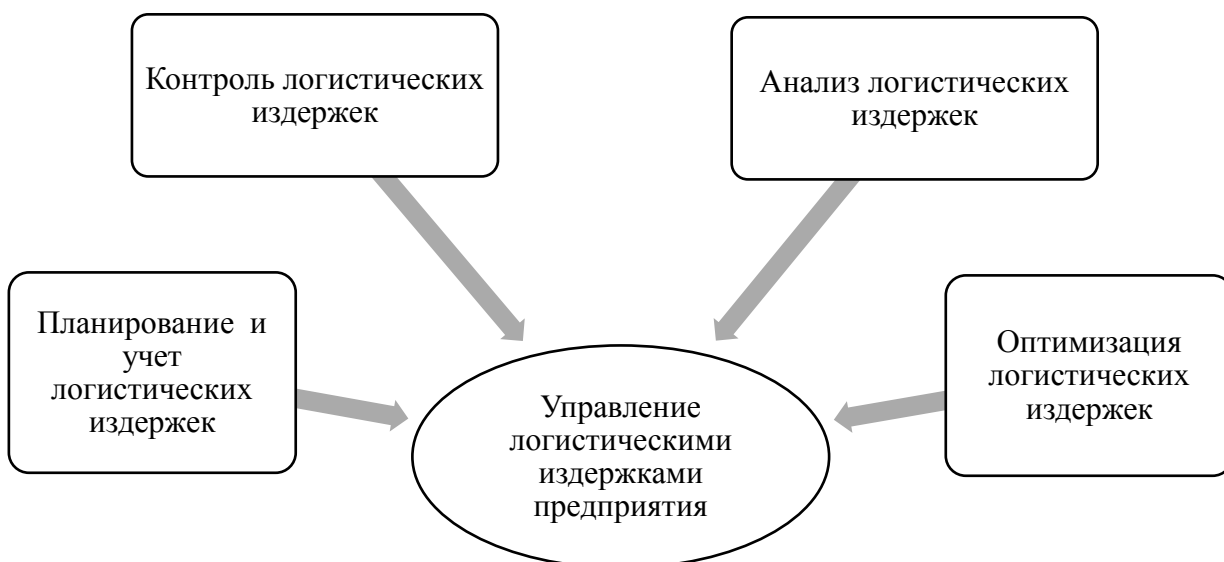 Контроль логистических
издержек
Анализ логистических
издержек
Планирование и
учет
логистических
издержек
Оптимизация
логистических
издержек
Управление
логистическими
издержками
предприятия